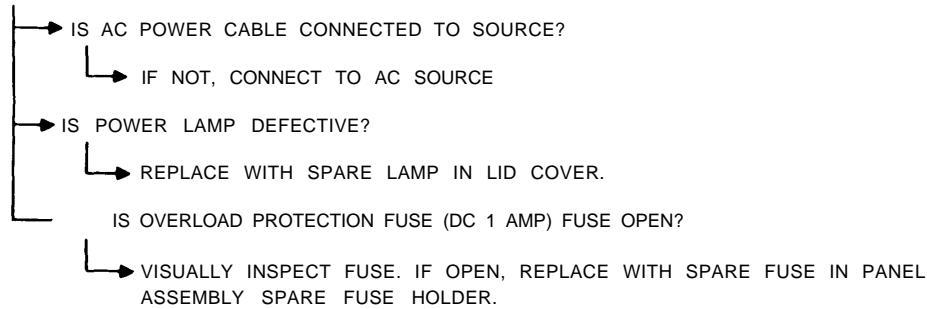 IS AC POWER CABLE CONNECTED TO SOURCE?
IF NOT, CONNECT TO AC SOURCE
IS POWER LAMP DEFECTIVE?
REPLACE WITH SPARE LAMP IN LID COVER.
IS OVERLOAD PROTECTION FUSE (DC 1 AMP) FUSE OPEN?
VISUALLY INSPECT FUSE. IF OPEN, REPLACE WITH SPARE FUSE IN PANEL
ASSEMBLY SPARE FUSE HOLDER.